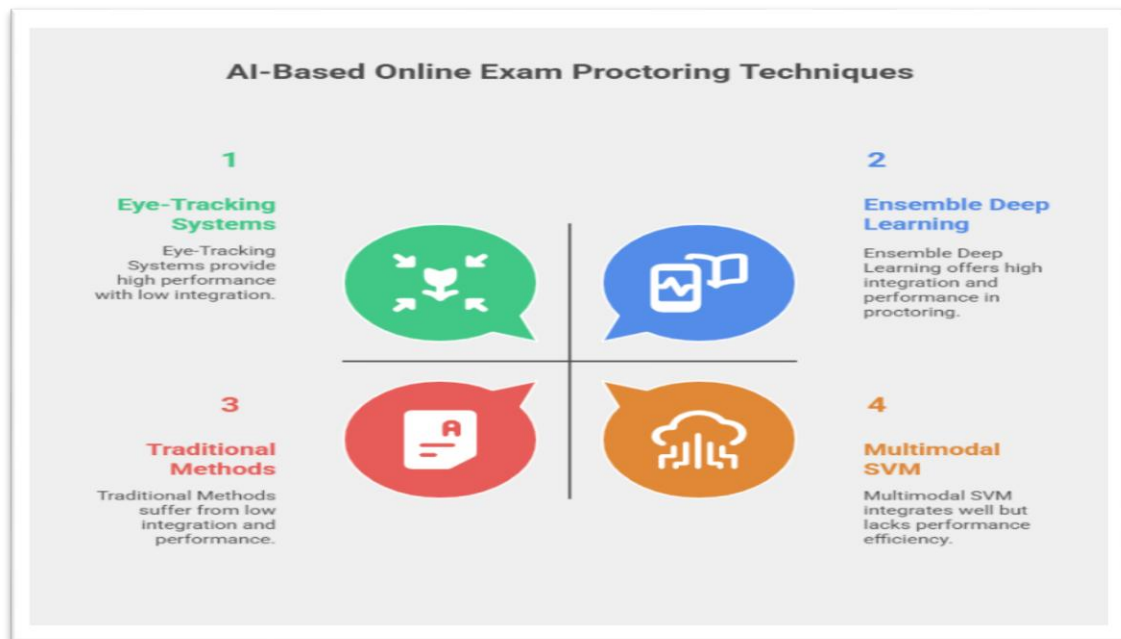 AI-Based Online Exam Proctoring Techniques
1
Eye-Tracking
Systems
Eye-Tracking
Systems provide
high performance
with low integration.
2
Ensemble Deep
Learning
Ensemble Deep
Learning offers high
integration and
performance in
proctoring.
A
3
Traditional
Methods
Traditional Methods
suffer from low
integration and
performance.
4
Multimodal
SVM
Multimodal SVM
integrates well but
lacks performance
efficiency.